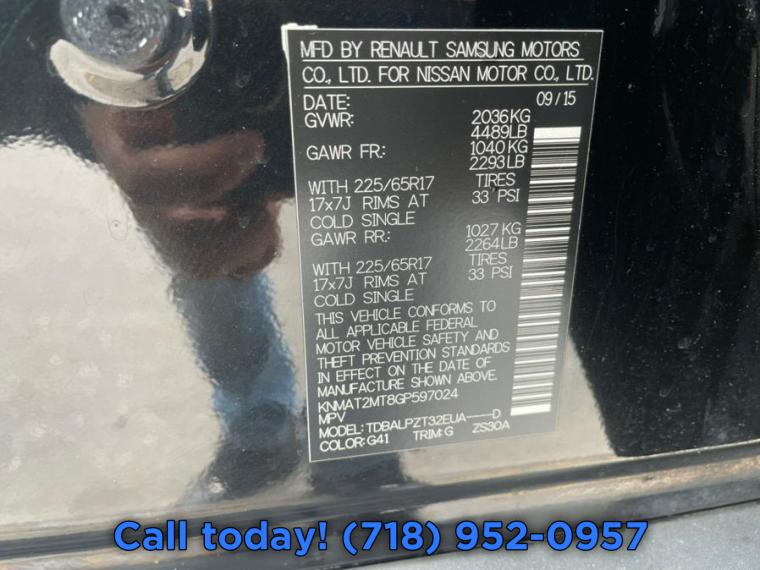 MFD BY RENAULT SAMSUNG MOTORS
CO., LTD. FOR NISSAN MOTOR CO., LTD.
DATE: 09/15
GVWR: 2036KG
4489LB
GAWR FR: 1040KG
2293LB
WITH 225/65R17 TIRES
17x7J RIMS AT 33 PSI
COLD SINGLE
GAWR RR: 1027KG
2264LB
WITH 225/65R17 TIRES
17x7J RIMS AT 33 PSI
COLD SINGLE
THIS VEHICLE CONFORMS TO
ALL APPLICABLE FEDERAL
MOTOR VEHICLE SAFETY AND
THEFT PREVENTION STANDARDS
IN EFFECT ON THE DATE OF
MANUFACTURE SHOWN ABOVE.
KNMAT2MT8GP597024
MPV
MODEL: TDBALPZT32EUA----D
COLOR: G41 TRIM: G ZS30A
Call today! (718) 952-0957